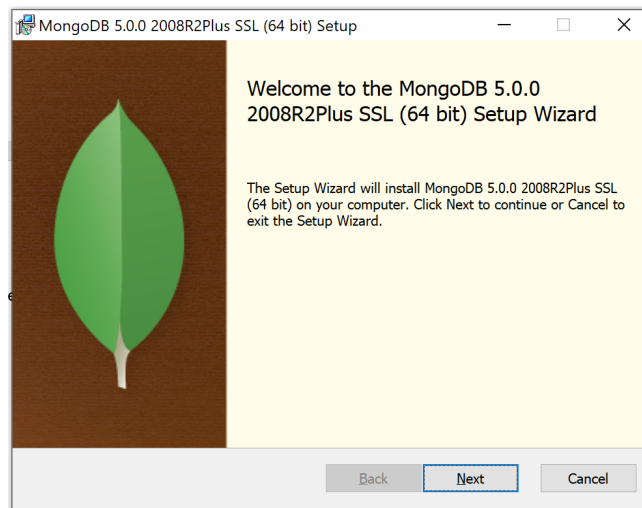 MongoDB 5.0.0 2008R2Plus SSL (64 bit) Setup
Welcome to the MongoDB 5.0.0
2008R2Plus SSL (64 bit) Setup Wizard
The Setup Wizard will install MongoDB 5.0.0 2008R2Plus SSL
(64 bit) on your computer. Click Next to continue or Cancel to
exit the Setup Wizard.
Back
Next
Cancel